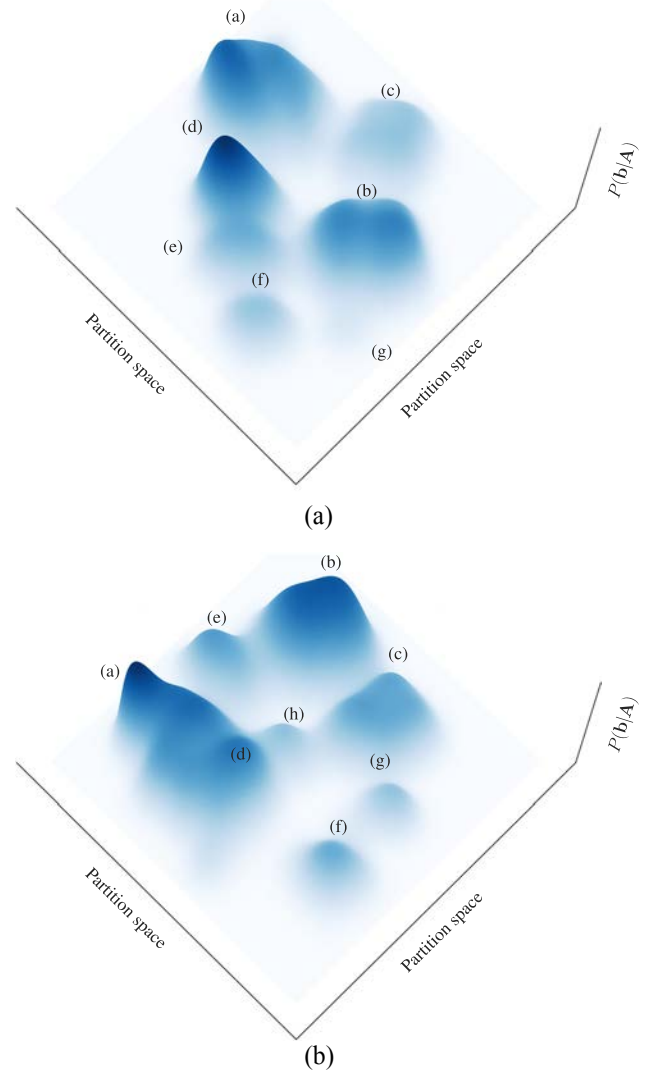 (a)
(c)
(d)
P(b|A)
(b)
(e)
(f)
(g)
Partition space
Partition space
(a)
(b)
(e)
(c)
(a)
(h)
P(b|A)
(d)
(g)
(f)
Partition space
Partition space
(b)